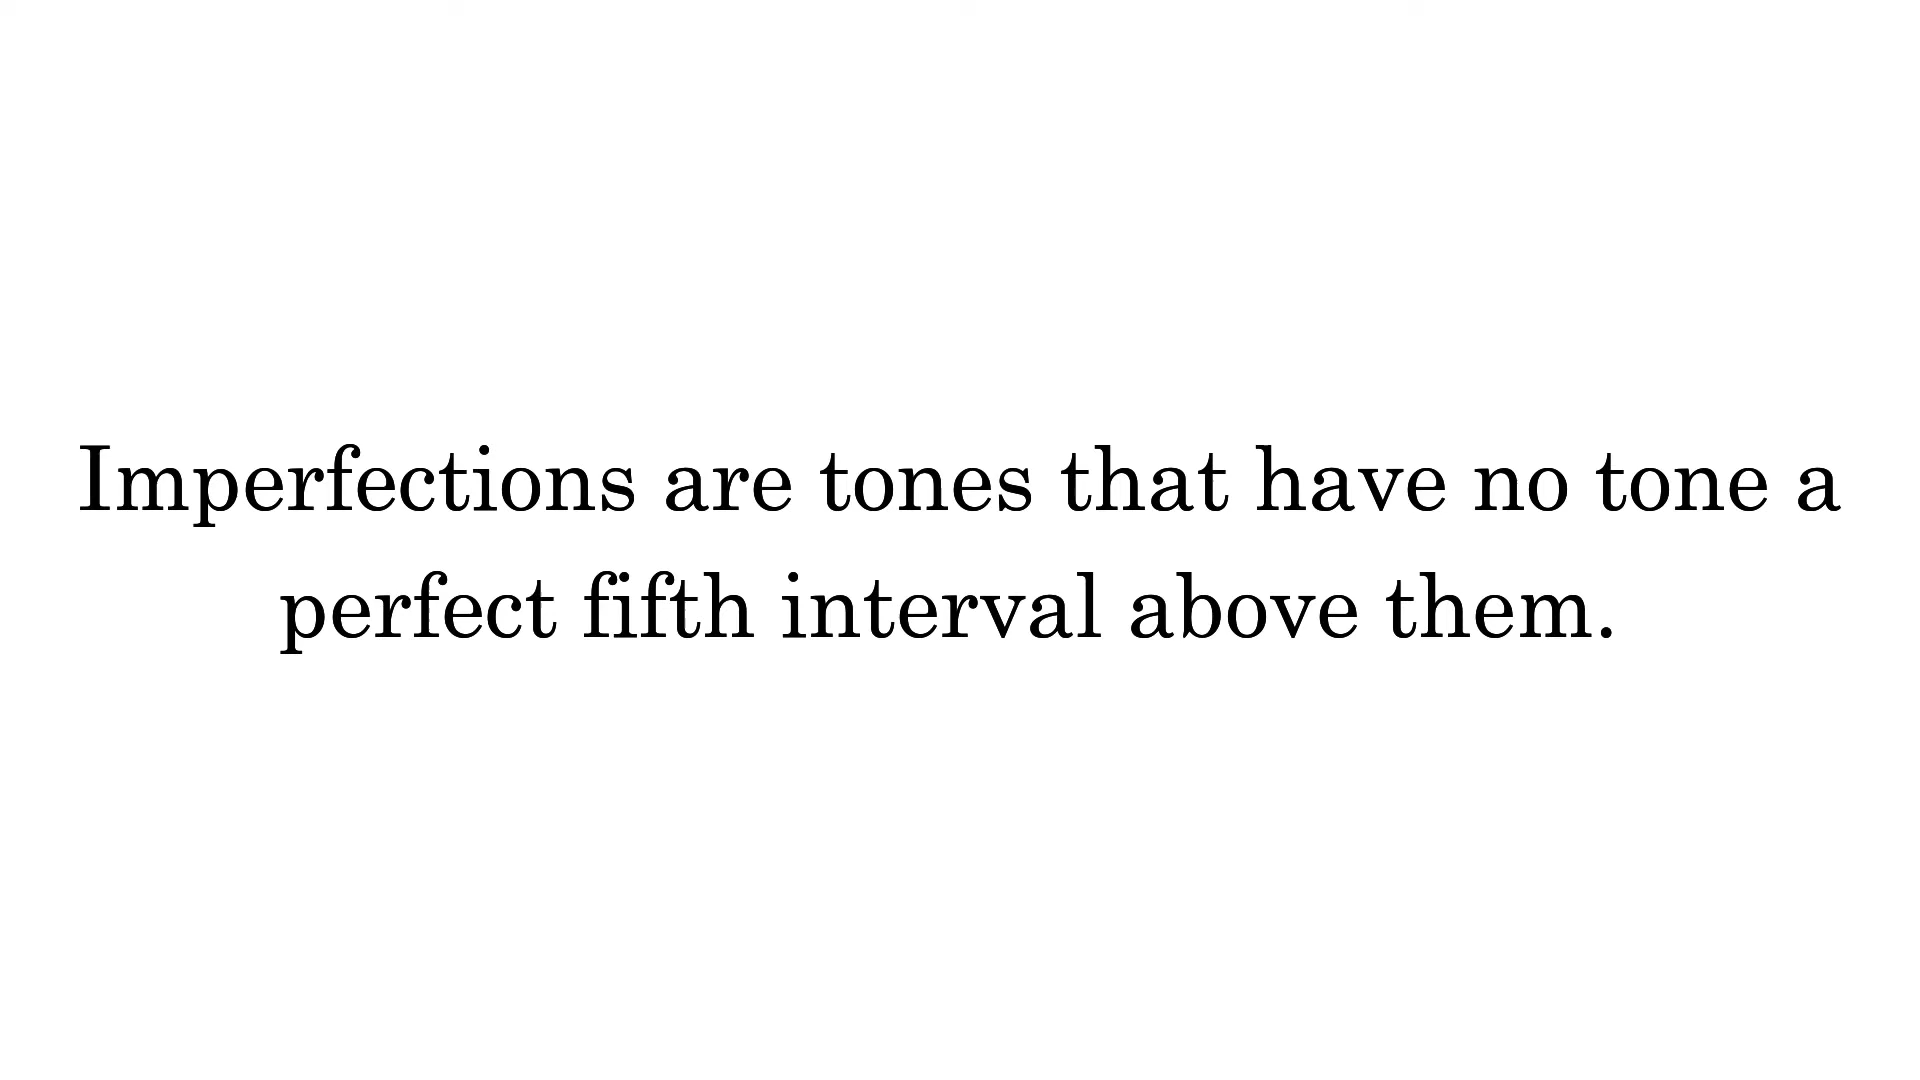 Imperfections are tones that have no tone a
perfect fifth interval above them.